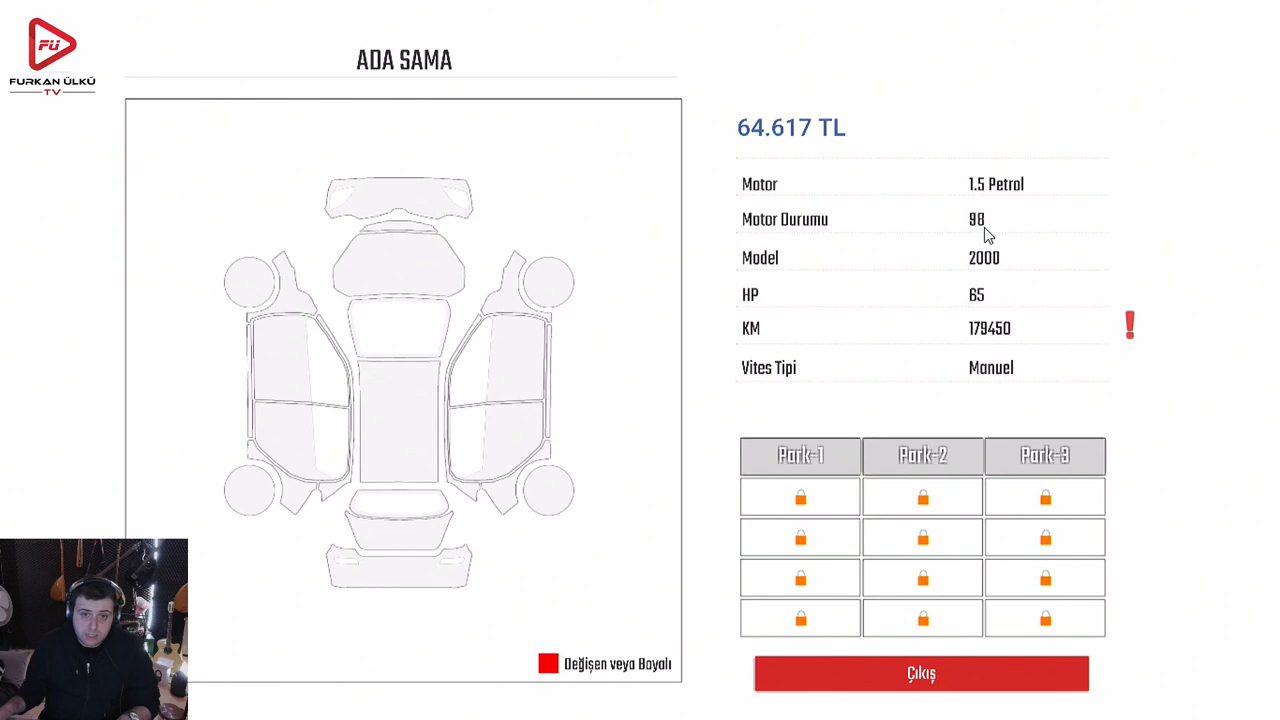 FU
FURKAN ÜLKÜ
TV
ADA SAMA
64.617 TL
Motor 1.5 Petrol
Motor Durumu 98
Model 2000
HP 65
KM 179450
Vites Tipi Manuel
Park-1 Park-2 Park-3
Değişen veya Boyalı
Çıkış